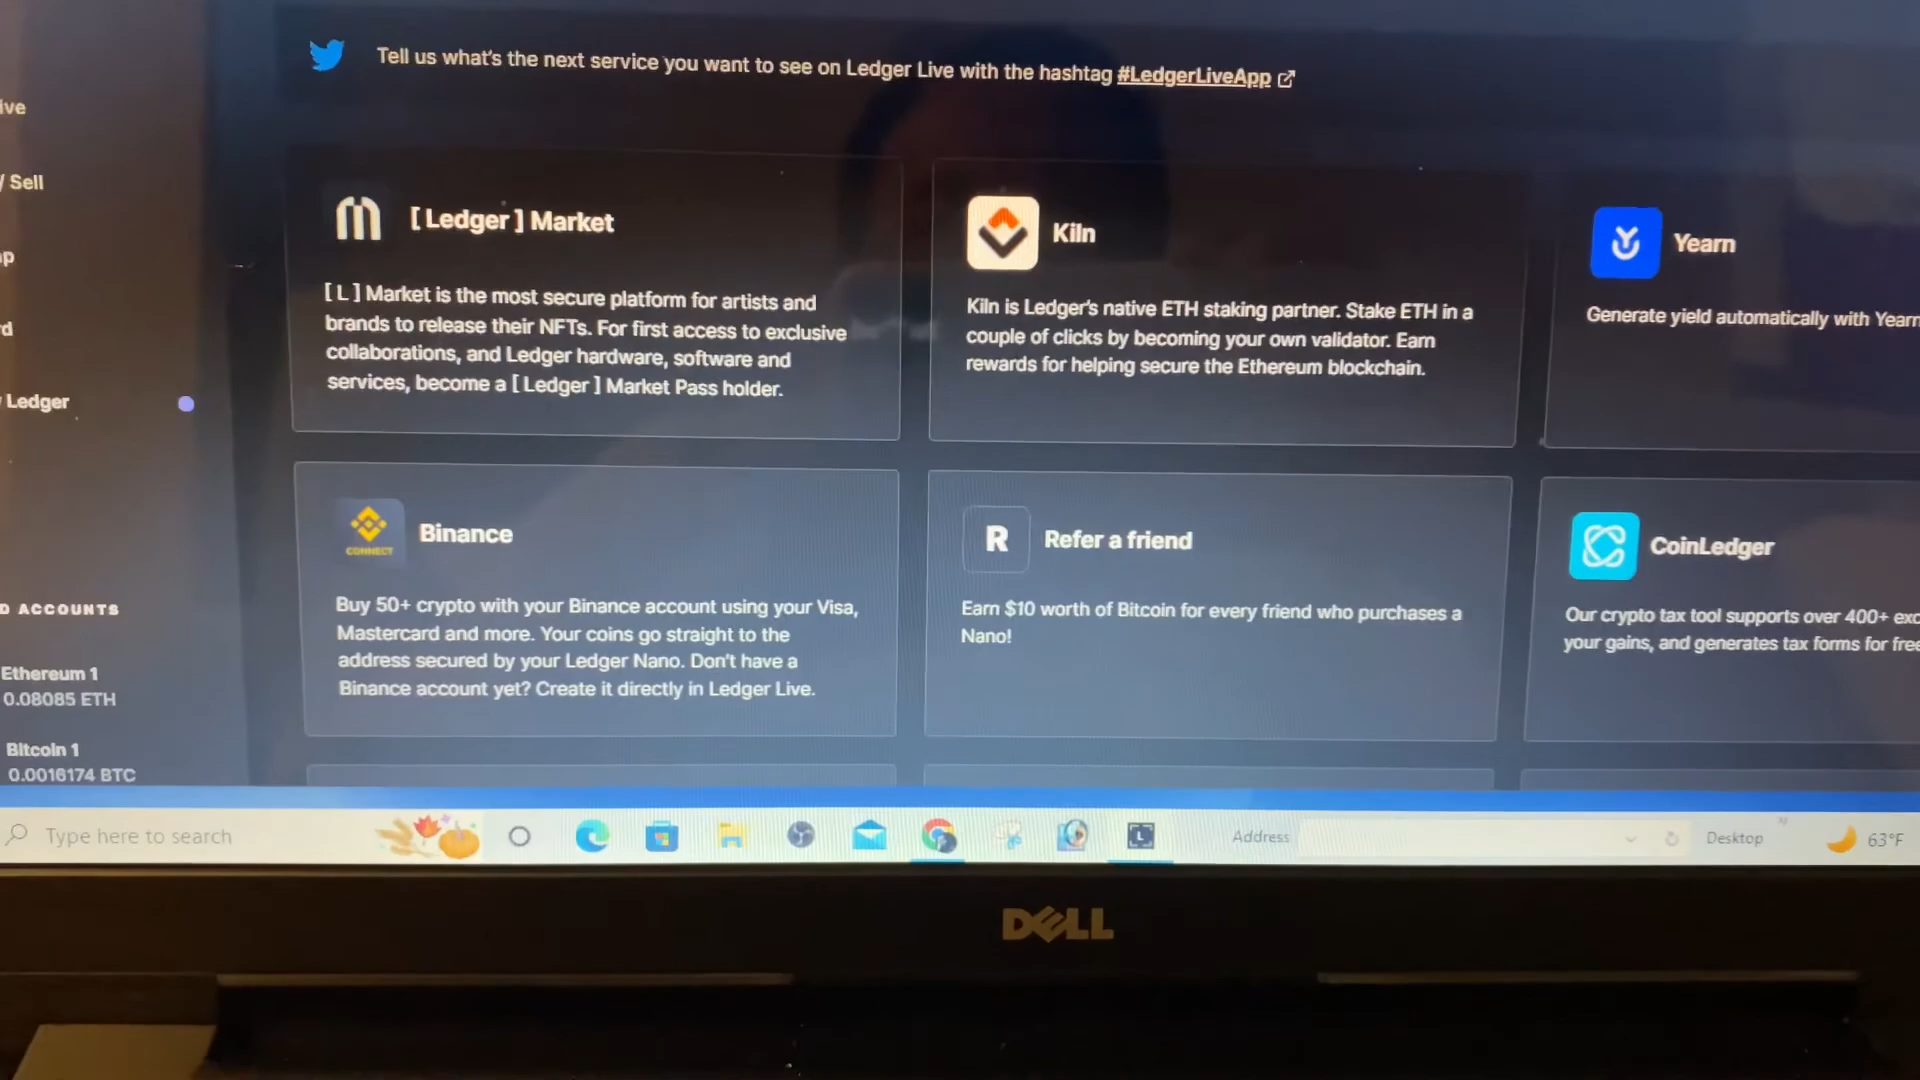 Tell us what's the next service you want to see on Ledger Live with the hashtag #LedgerLiveApp
ive
/ Sell
p
d
Ledger
[ Ledger ] Market
[ L ] Market is the most secure platform for artists and
brands to release their NFTs. For first access to exclusive
collaborations, and Ledger hardware, software and
services, become a [ Ledger ] Market Pass holder.
Kiln
Kiln is Ledger's native ETH staking partner. Stake ETH in a
couple of clicks by becoming your own validator. Earn
rewards for helping secure the Ethereum blockchain.
Yearn
Generate yield automatically with Yearn
CONNECT
Binance
Buy 50+ crypto with your Binance account using your Visa,
Mastercard and more. Your coins go straight to the
address secured by your Ledger Nano. Don't have a
Binance account yet? Create it directly in Ledger Live.
R
Refer a friend
Earn $10 worth of Bitcoin for every friend who purchases a
Nano!
CoinLedger
Our crypto tax tool supports over 400+ exc
your gains, and generates tax forms for free
D ACCOUNTS
Ethereum 1
0.08085 ETH
Bitcoin 1
0.0016174 BTC
Type here to search
L
Address
Desktop
63°F
DELL